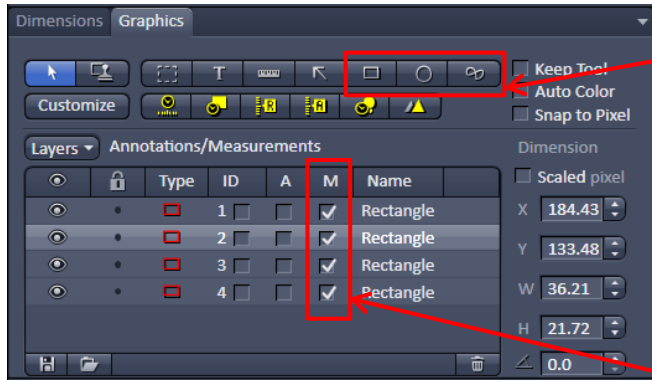 Dimensions Graphics
T
Keep Tool
Auto Color
Customize R A Snap to Pixel
Layers Annotations/Measurements Dimension
Type ID A M Name Scaled pixel
1 Rectangle X 184.43
2 Rectangle Y 133.48
3 Rectangle
4 Rectangle W 36.21
H 21.72
0.0